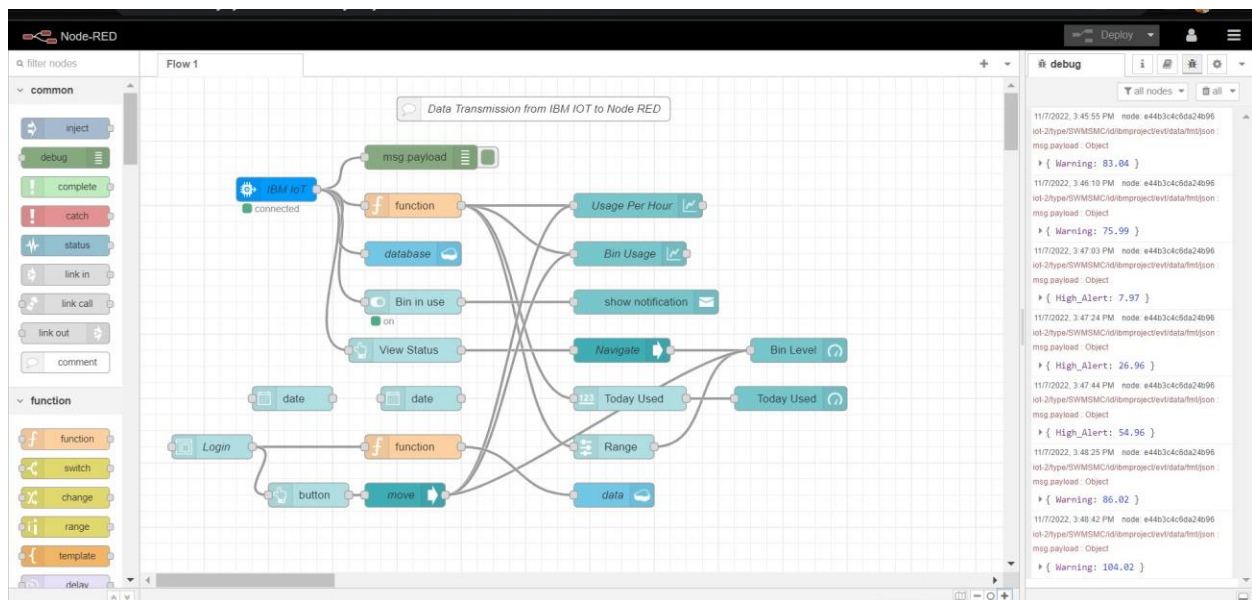 Node-RED
Deploy
filter nodes
Flow 1
debug
i
common
all nodes
all
inject
debug
complete
catch
status
link in
link call
link out
comment
function
function
switch
change
range
template
delay
Data Transmission from IBM IOT to Node RED
msg.payload
IBM IoT
connected
function
Usage Per Hour
database
Bin Usage
Bin in use
on
show notification
View Status
Navigate
Bin Level
date
date
123
Today Used
Today Used
Login
function
Range
button
move
data
11/7/2022, 3:45:55 PM node: e44b3c4c6da24b96
iot-2/type/SWMSMC/id/ibmproject/evt/data/fmt/json :
msg.payload : Object
{ Warning: 83.04 }
11/7/2022, 3:46:10 PM node: e44b3c4c6da24b96
iot-2/type/SWMSMC/id/ibmproject/evt/data/fmt/json :
msg.payload : Object
{ Warning: 75.99 }
11/7/2022, 3:47:03 PM node: e44b3c4c6da24b96
iot-2/type/SWMSMC/id/ibmproject/evt/data/fmt/json :
msg.payload : Object
{ High_Alert: 7.97 }
11/7/2022, 3:47:24 PM node: e44b3c4c6da24b96
iot-2/type/SWMSMC/id/ibmproject/evt/data/fmt/json :
msg.payload : Object
{ High_Alert: 26.96 }
11/7/2022, 3:47:44 PM node: e44b3c4c6da24b96
iot-2/type/SWMSMC/id/ibmproject/evt/data/fmt/json :
msg.payload : Object
{ High_Alert: 54.96 }
11/7/2022, 3:48:25 PM node: e44b3c4c6da24b96
iot-2/type/SWMSMC/id/ibmproject/evt/data/fmt/json :
msg.payload : Object
{ Warning: 86.02 }
11/7/2022, 3:48:42 PM node: e44b3c4c6da24b96
iot-2/type/SWMSMC/id/ibmproject/evt/data/fmt/json :
msg.payload : Object
{ Warning: 104.02 }